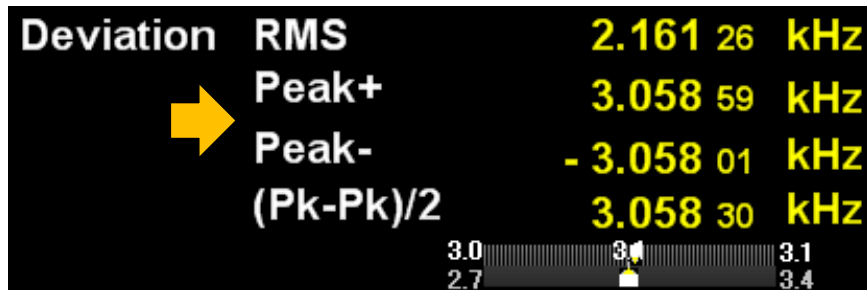 Deviation RMS 2.161 26 kHz
Peak+ 3.058 59 kHz
Peak- - 3.058 01 kHz
(Pk-Pk)/2 3.058 30 kHz
3.0 3.1
2.7 3.4